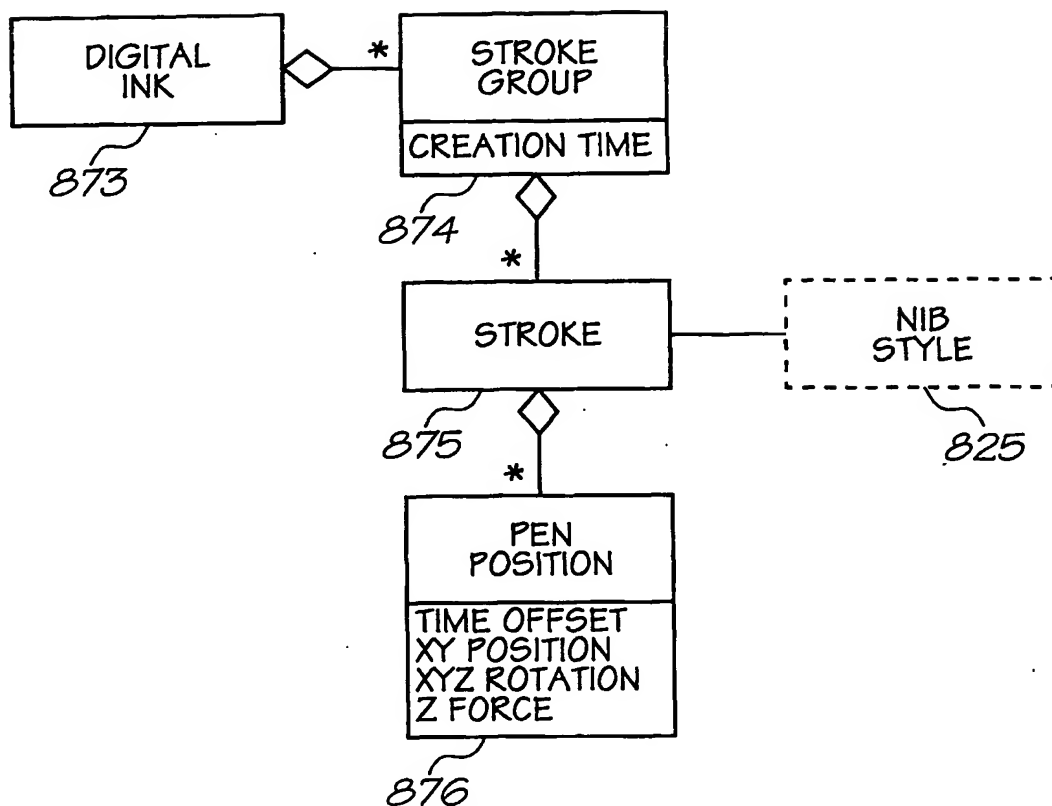 DIGITAL
INK
*
STROKE
GROUP
CREATION TIME
873
874
*
STROKE
NIB
STYLE
875
825
*
PEN
POSITION
TIME OFFSET
XY POSITION
XYZ ROTATION
Z FORCE
876